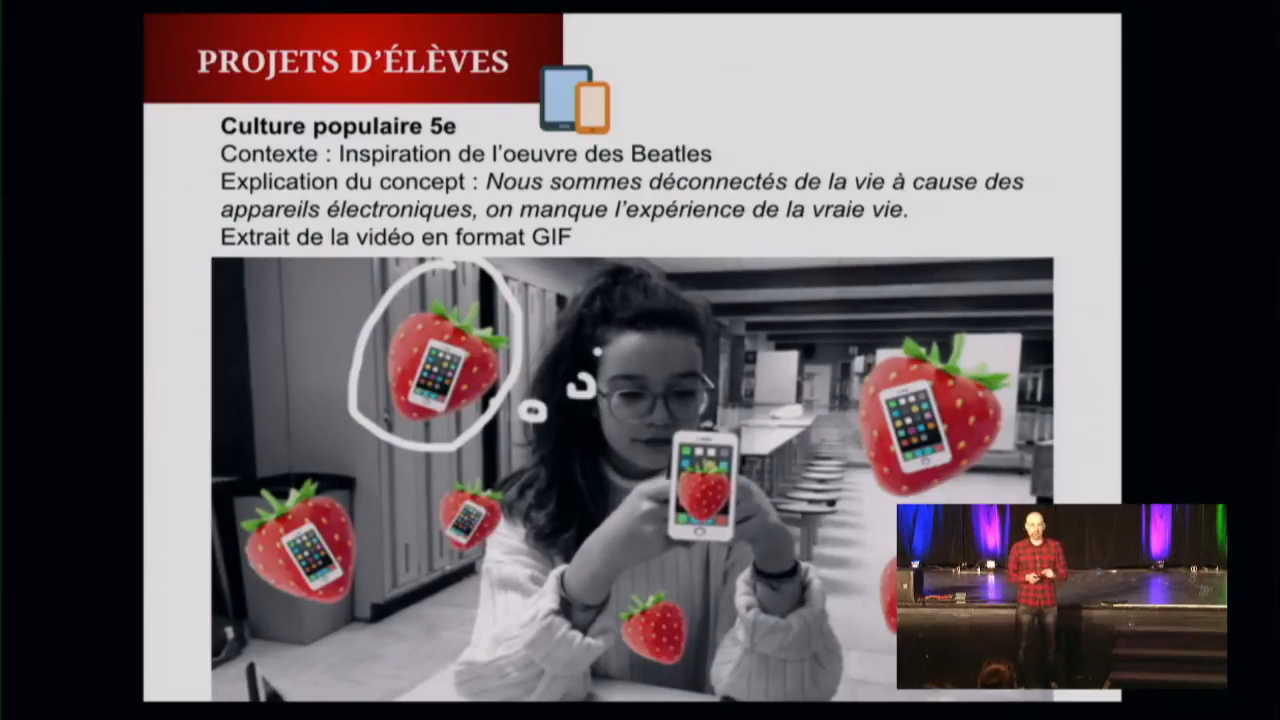 PROJETS D'ÉLÈVES
Culture populaire 5e
Contexte : Inspiration de l'oeuvre des Beatles
Explication du concept : Nous sommes déconnectés de la vie à cause des
appareils électroniques, on manque l'expérience de la vraie vie.
Extrait de la vidéo en format GIF